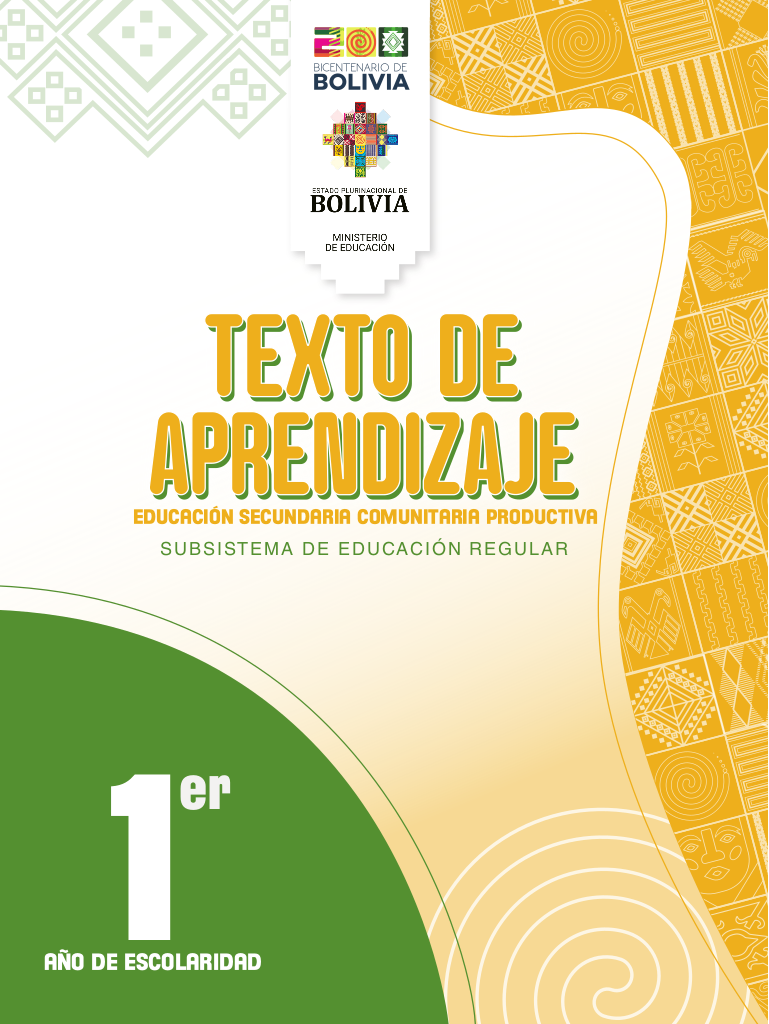 BICENTENARIO DE
BOLIVIA
ESTADO PLURINACIONAL DE
BOLIVIA
MINISTERIO
DE EDUCACIÓN
TEXTO DE
APRENDIZAJE
EDUCACIÓN SECUNDARIA COMUNITARIA PRODUCTIVA
SUBSISTEMA DE EDUCACIÓN REGULAR
1er
AÑO DE ESCOLARIDAD